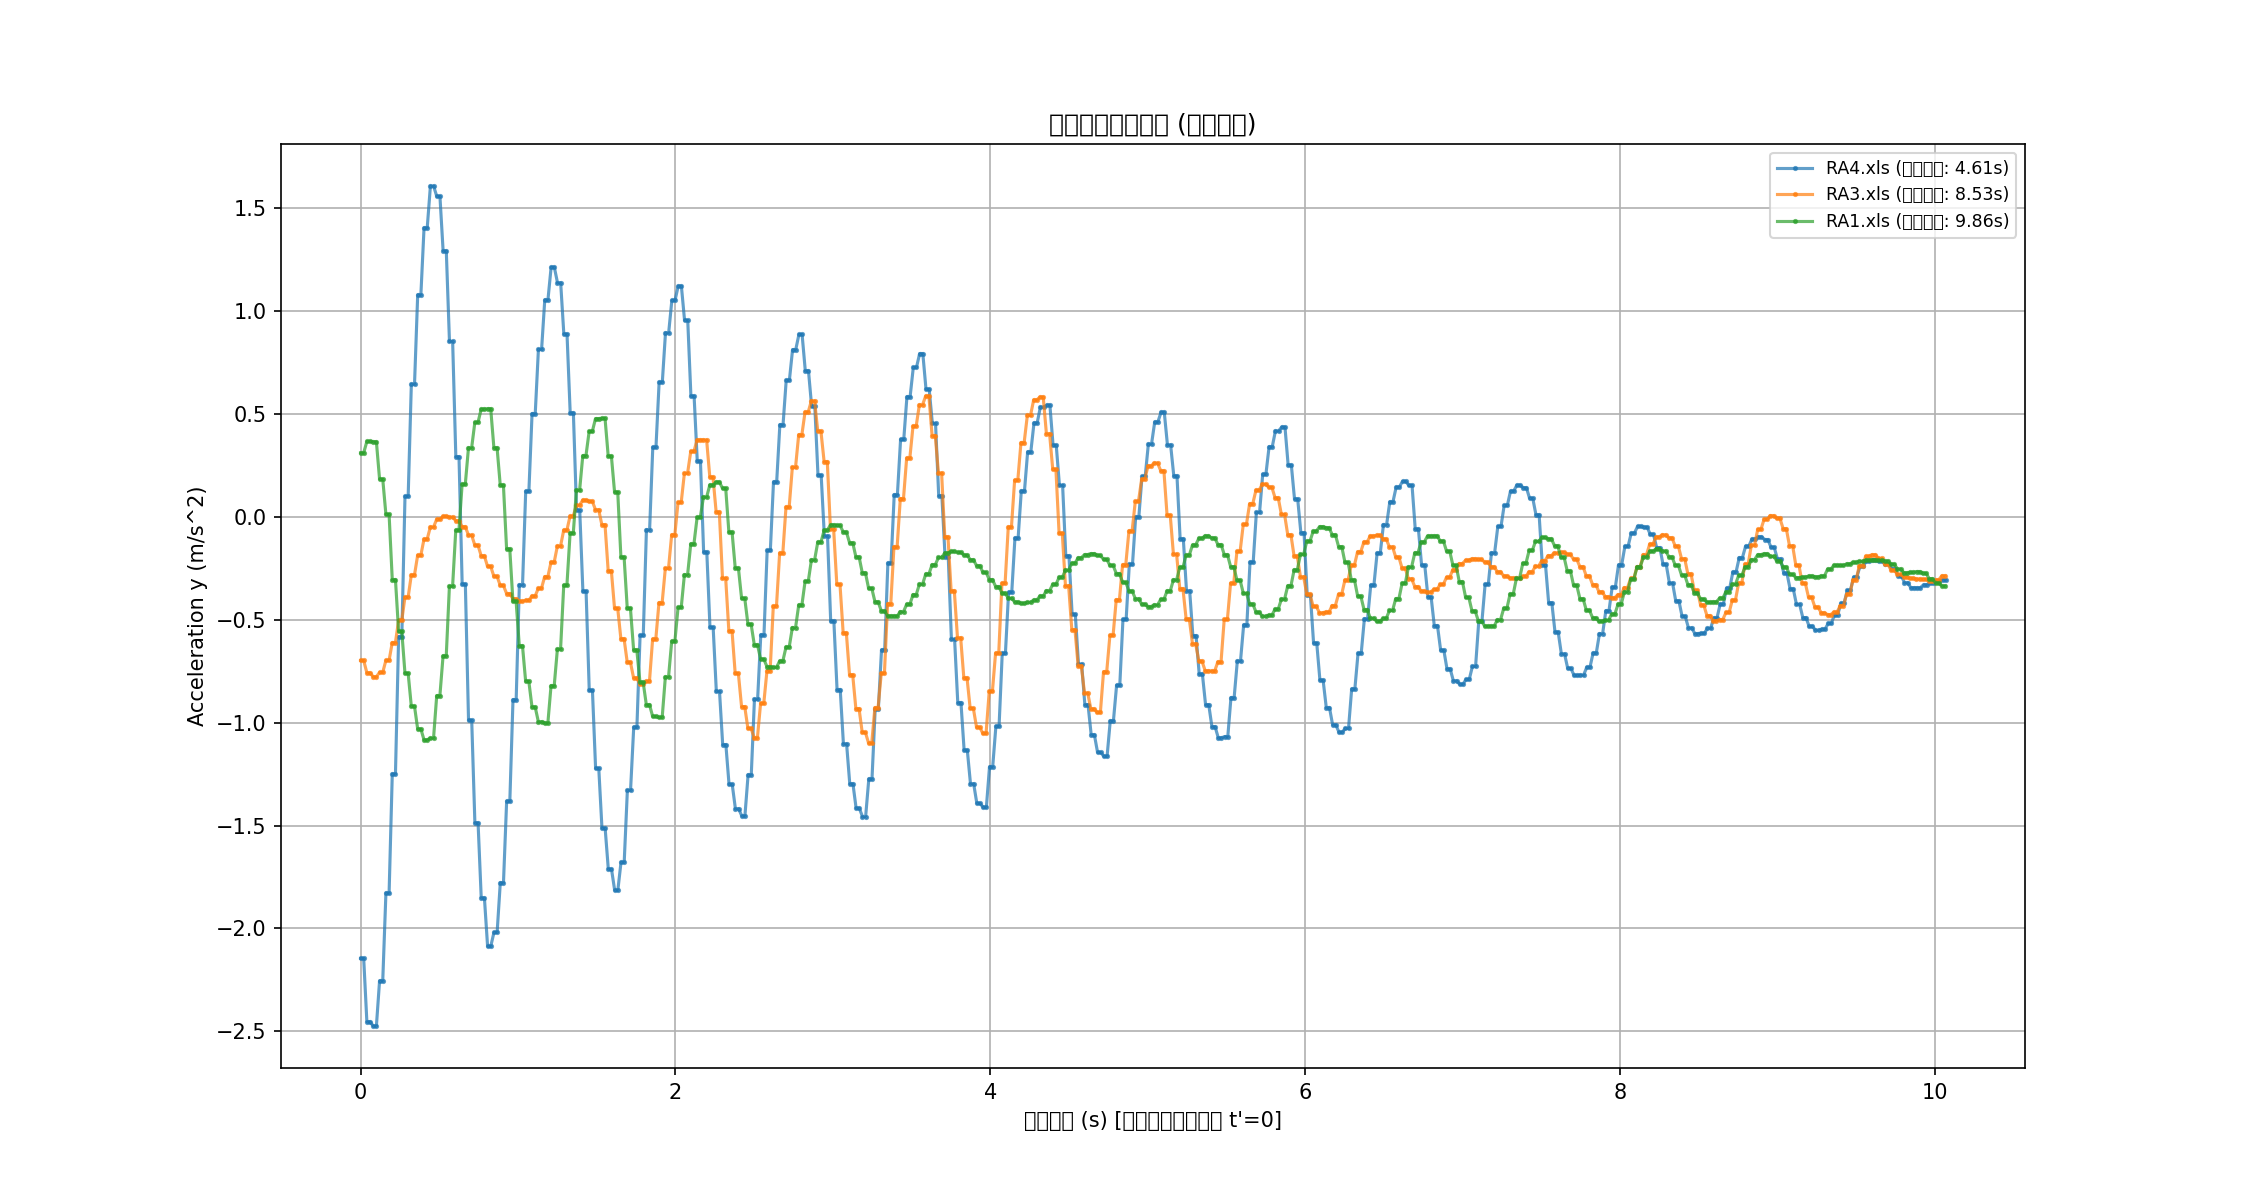 RA4.xls ( : 4.61s)
RA3.xls ( : 8.53s)
RA1.xls ( : 9.86s)
Acceleration y (m/s^2)
1.5
1.0
0.5
0.0
−0.5
−1.0
−1.5
−2.0
−2.5
0 2 4 6 8 10
(s) [ t'=0]